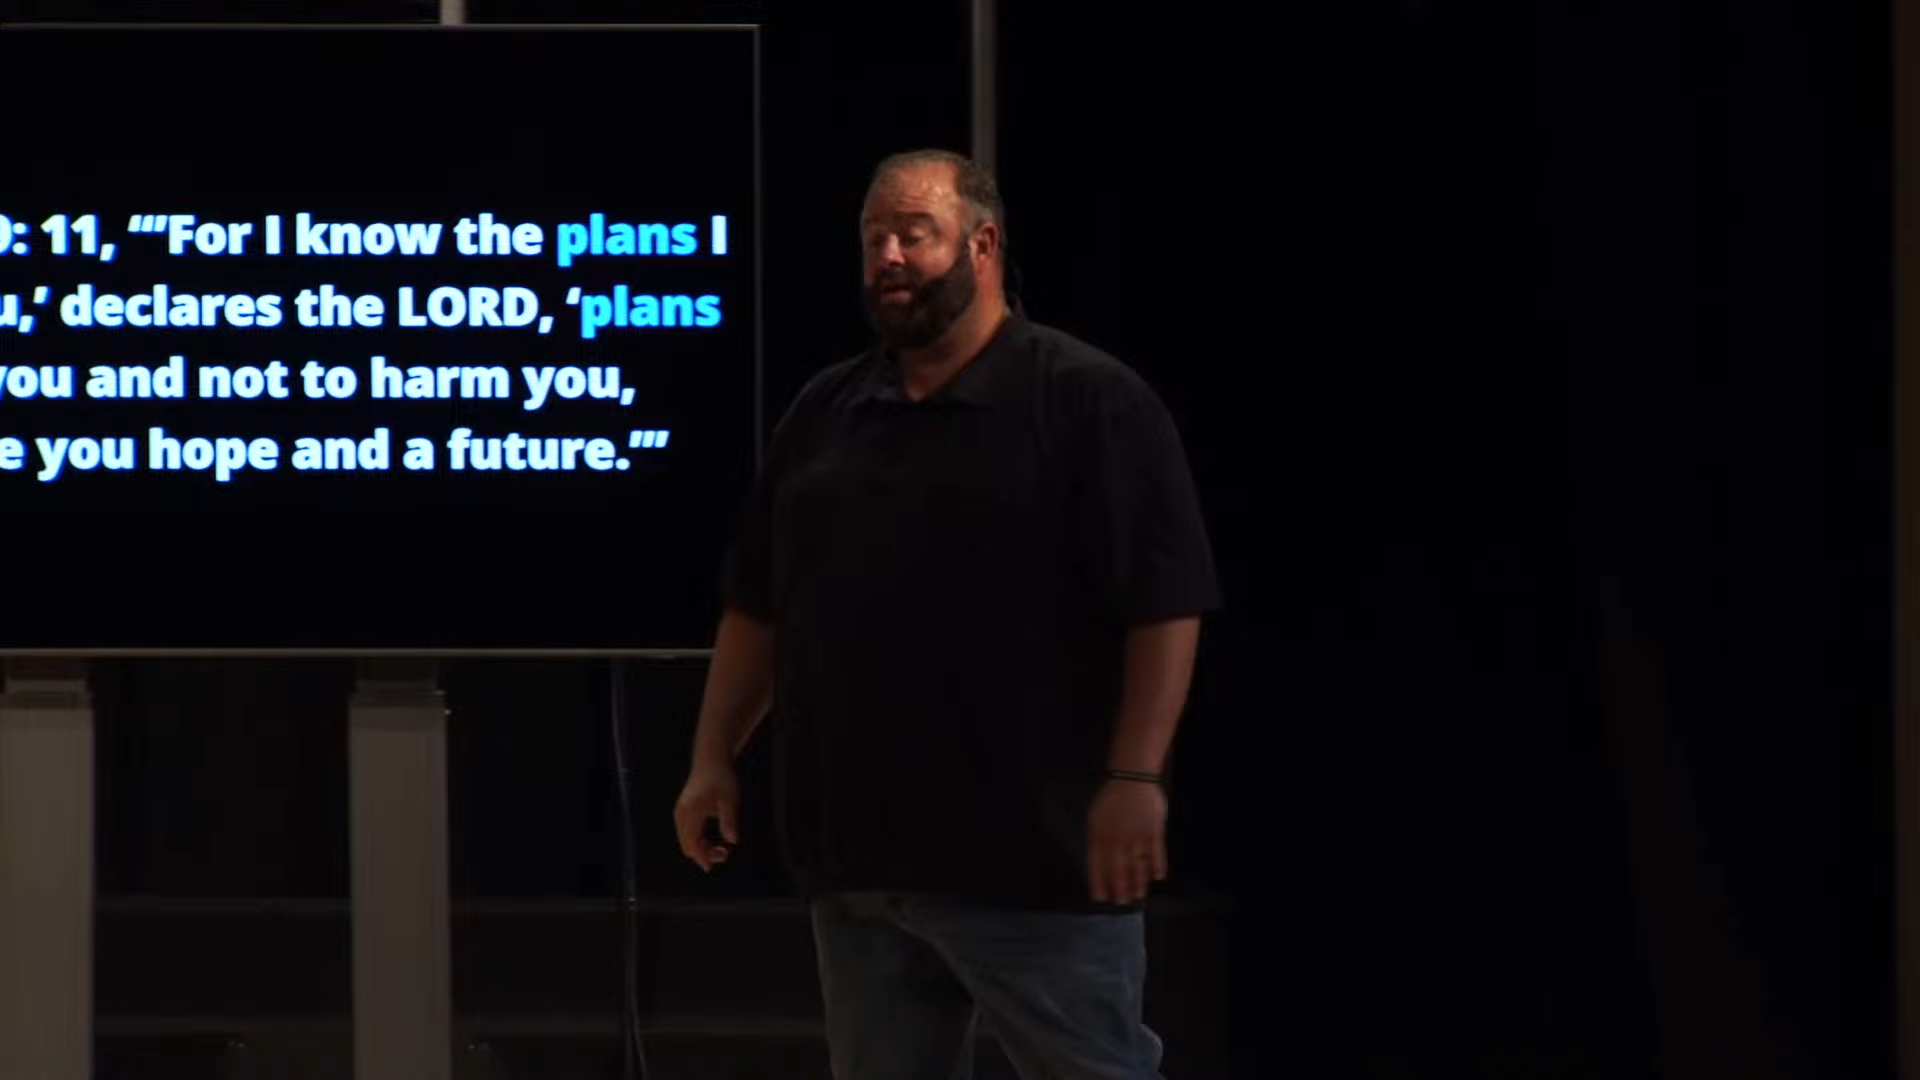 : 11, “‘For I know the plans I
u,’ declares the LORD, ‘plans
you and not to harm you,
e you hope and a future.’”